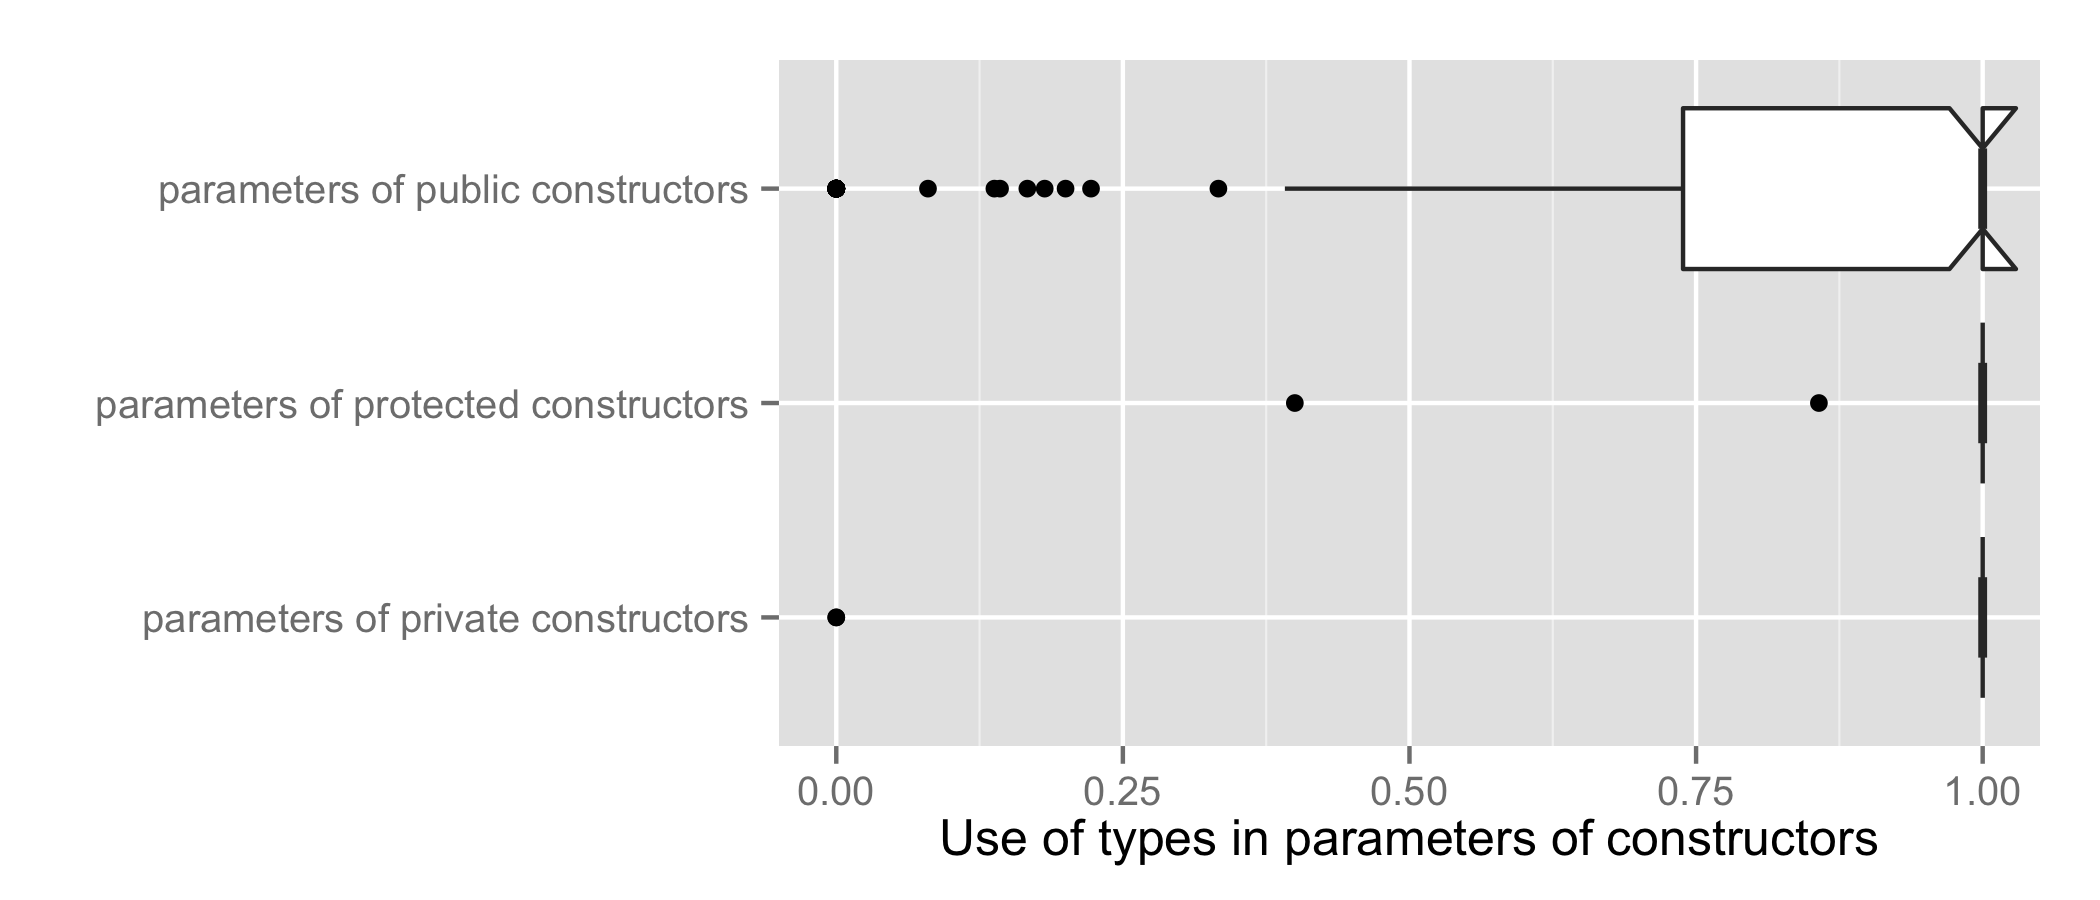 parameters of public constructors
parameters of protected constructors
parameters of private constructors
0.00 0.25 0.50 0.75 1.00
Use of types in parameters of constructors